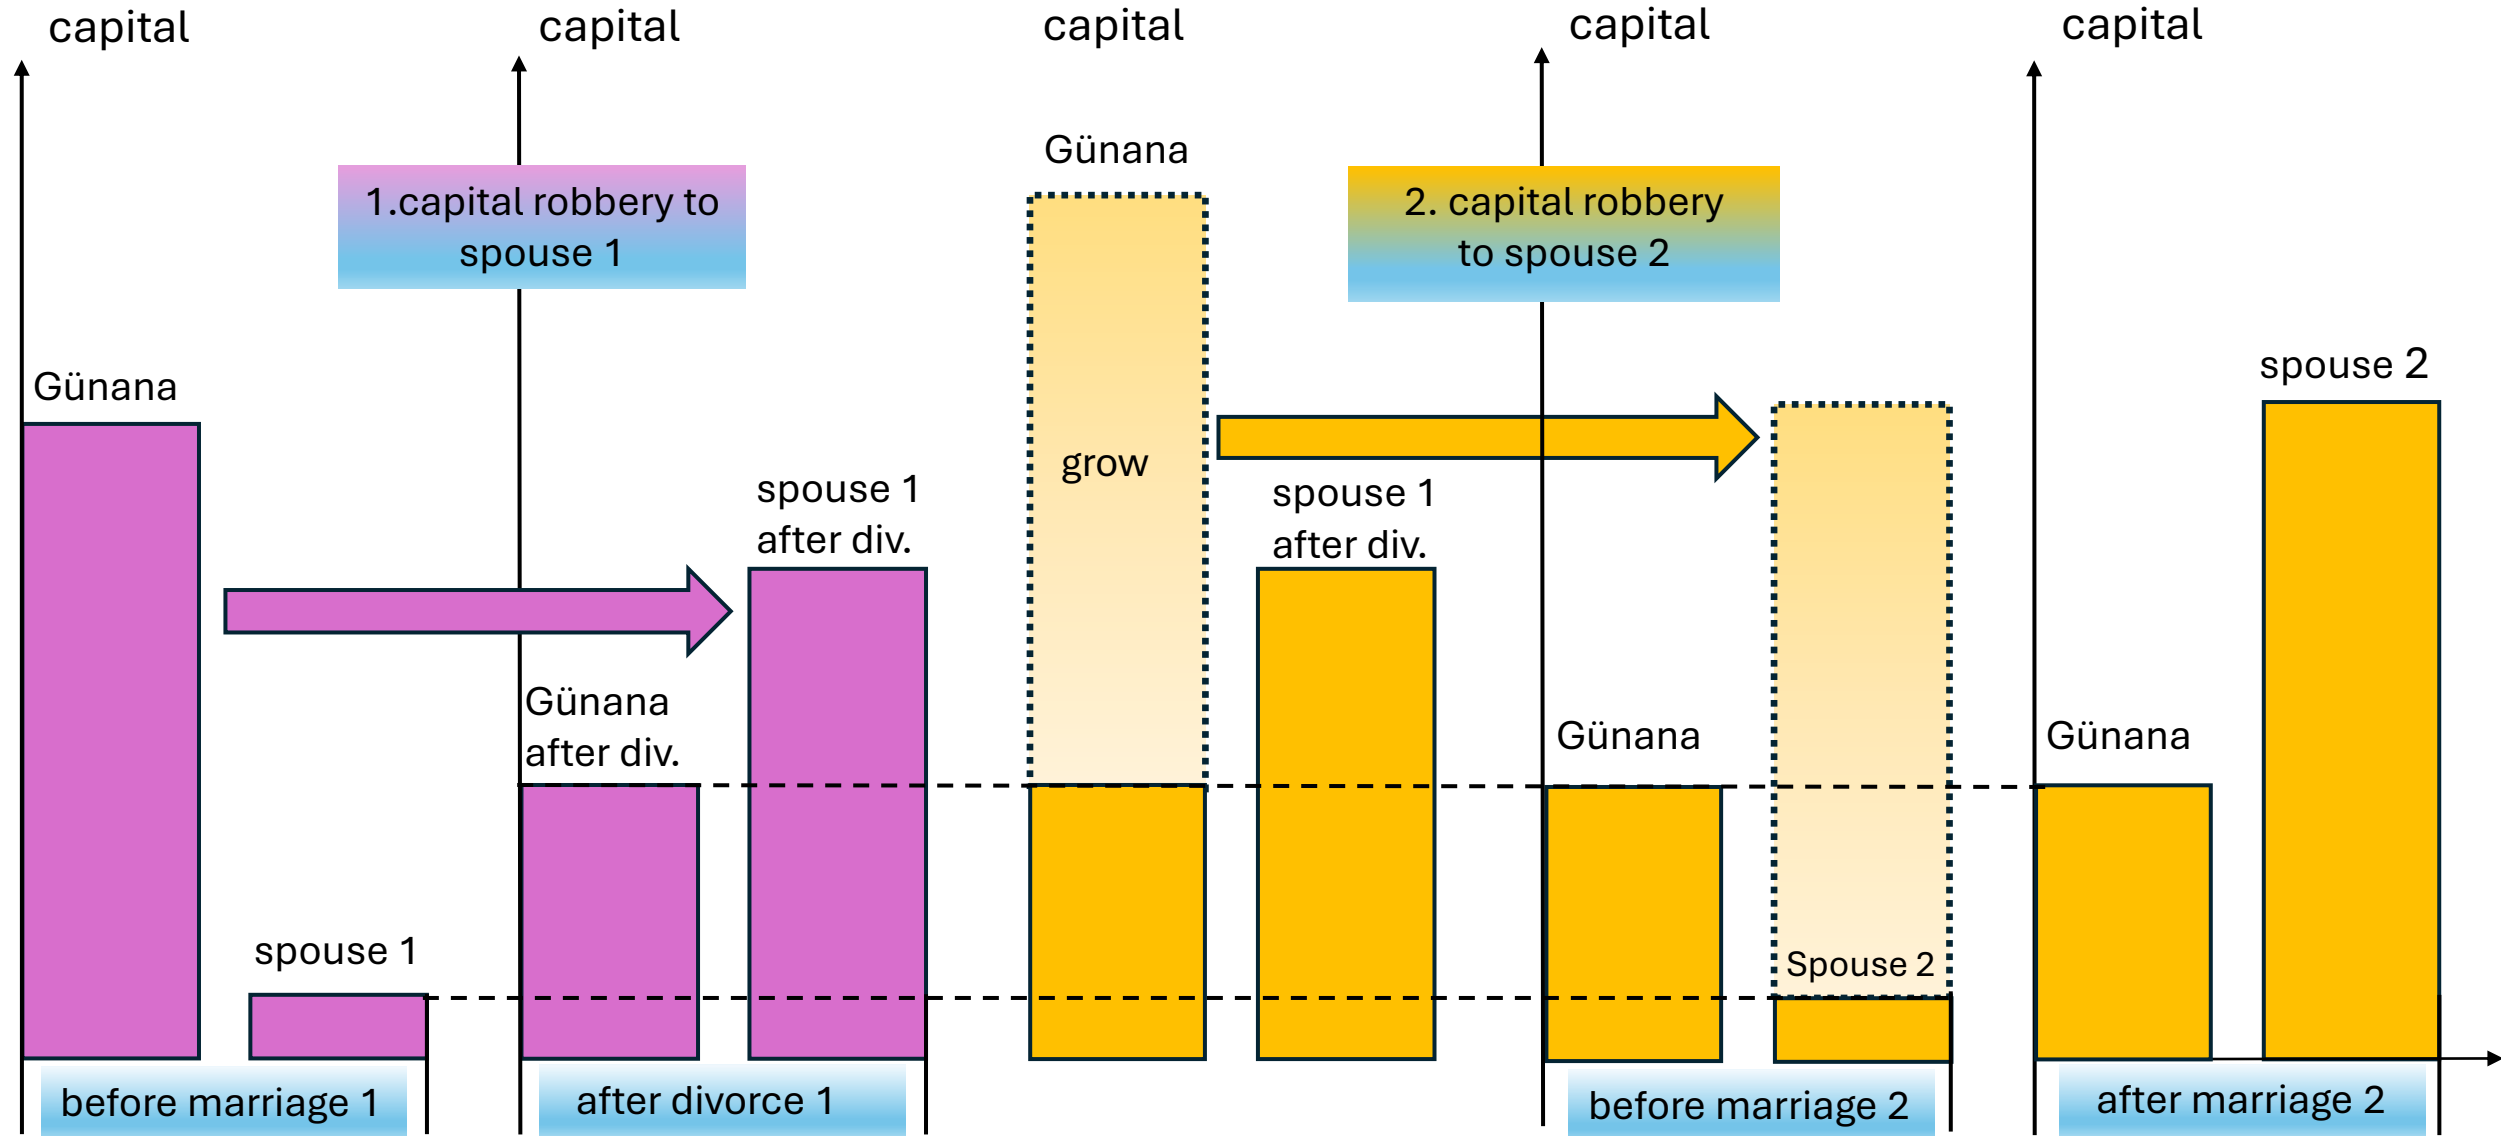 capital
capital
capital
capital
capital
Günana
1.capital robbery to
spouse 1
2. capital robbery
to spouse 2
Günana
spouse 2
grow
spouse 1
after div.
spouse 1
after div.
Günana
after div.
Günana
Günana
spouse 1
Spouse 2
before marriage 1
after divorce 1
before marriage 2
after marriage 2